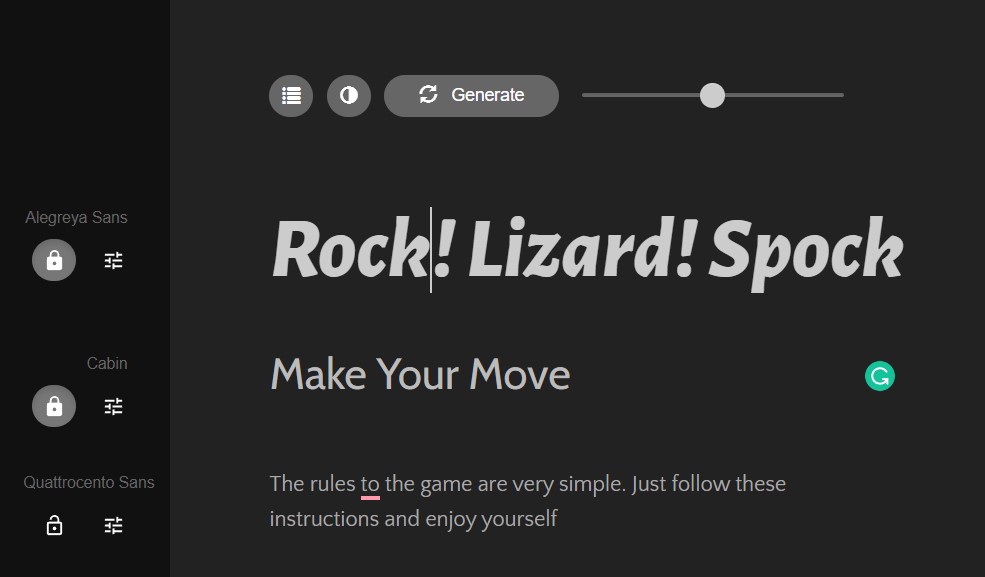 Generate
Alegreya Sans
Rock! Lizard! Spock
Cabin
Make Your Move
Quattrocento Sans
The rules to the game are very simple. Just follow these
instructions and enjoy yourself